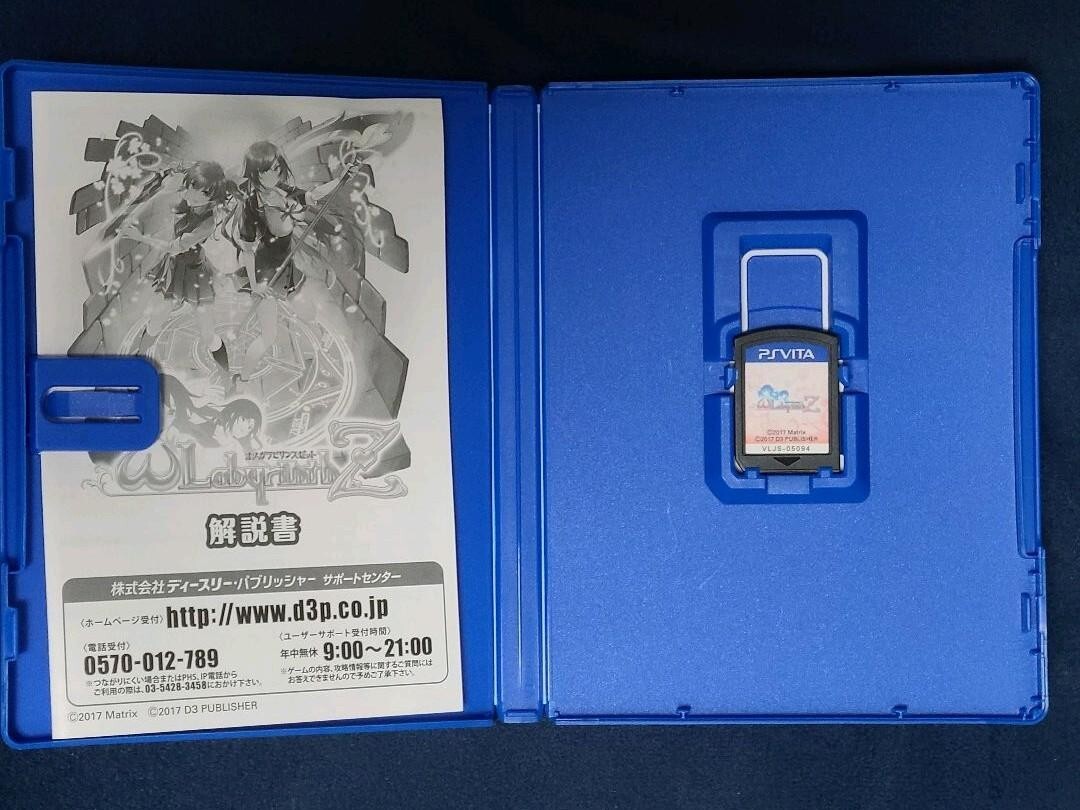 オメガラビリンスゼット
ωLabyrinthZ
解説書
株式会社 ディースリー・パブリッシャー サポートセンター
〈ホームページ受付〉http://www.d3p.co.jp
〈電話受付〉
0570-012-789
※つながりにくい場合またはPHS、IP電話から
ご利用の際は、03-5428-3458におかけ下さい。
〈ユーザーサポート受付時間〉
年中無休 9:00〜21:00
※ゲームの内容、攻略情報等に関するご質問には
お答えできませんので予めご了承下さい。
©2017 Matrix ©2017 D3 PUBLISHER
PSVITA
ωLabyrinthZ
©2017 Matrix
©2017 D3 PUBLISHER
VLJS-05094